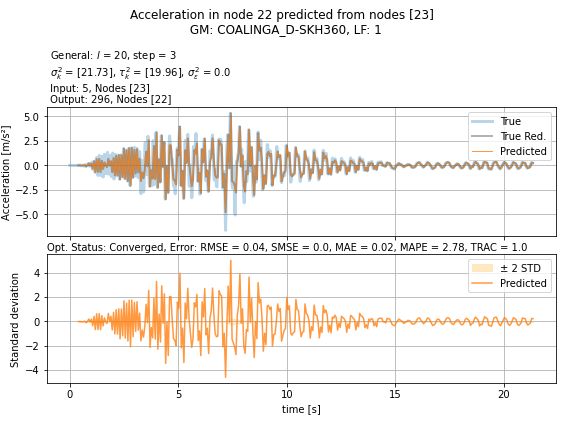 Acceleration in node 22 predicted from nodes [23]
GM: COALINGA_D-SKH360, LF: 1
General: l = 20, step = 3
σ²ₖ = [21.73], τ²ₖ = [19.96], σ²ε = 0.0
Input: 5, Nodes [23]
Output: 296, Nodes [22]
Acceleration [m/s²]
5.0
2.5
0.0
−2.5
−5.0
True
True Red.
Predicted
Opt. Status: Converged, Error: RMSE = 0.04, SMSE = 0.0, MAE = 0.02, MAPE = 2.78, TRAC = 1.0
Standard deviation
4
2
0
−2
−4
± 2 STD
Predicted
0 5 10 15 20
time [s]